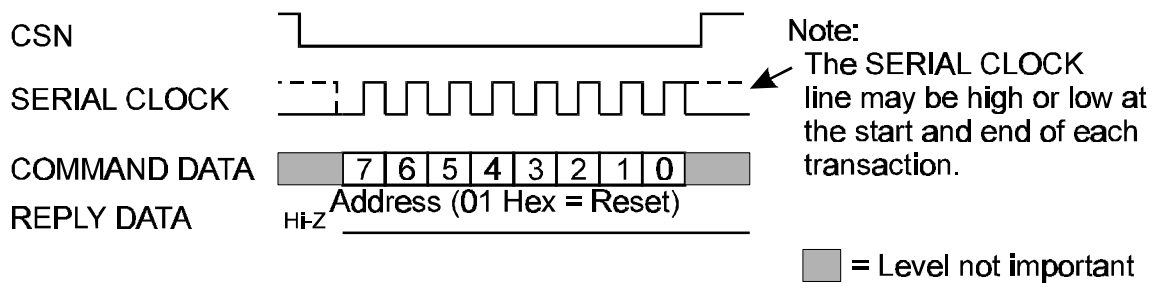 CSN
Note:
The SERIAL CLOCK
line may be high or low at
the start and end of each
transaction.
SERIAL CLOCK
COMMAND DATA
7 6 5 4 3 2 1 0
Address (01 Hex = Reset)
REPLY DATA
Hi-Z
= Level not important